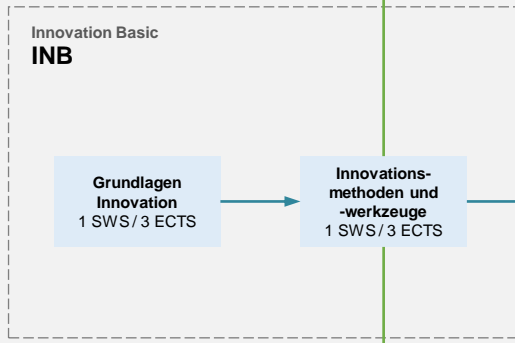 Innovation Basic
INB
Grundlagen
Innovation
1 SWS / 3 ECTS
Innovations-
methoden und
-werkzeuge
1 SWS / 3 ECTS